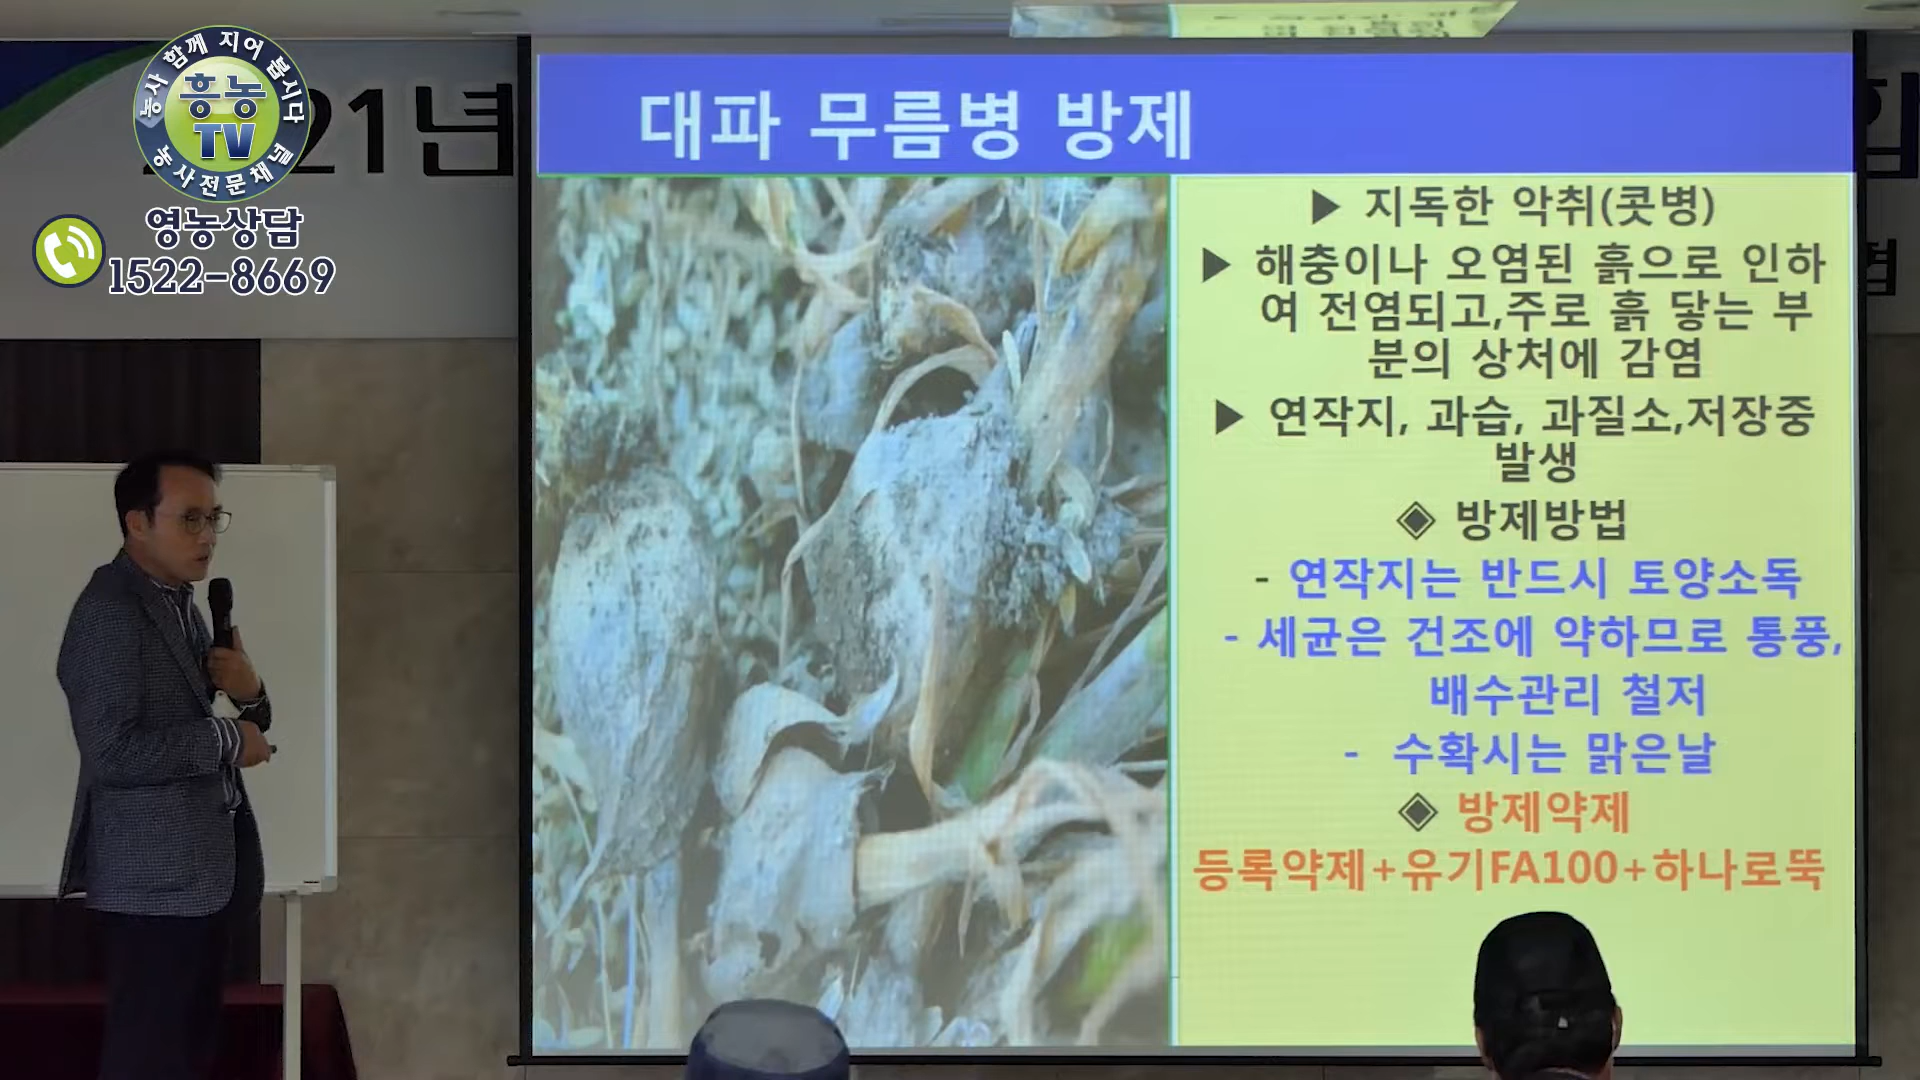 농사 함께 지어 봅시다
흥농
TV
농사전문채널
영농상담
1522-8669
21년
대파 무름병 방제
▶ 지독한 악취(콧병)
▶ 해충이나 오염된 흙으로 인하
여 전염되고,주로 흙 닿는 부
분의 상처에 감염
▶ 연작지, 과습, 과질소,저장중
발생
◈ 방제방법
- 연작지는 반드시 토양소독
- 세균은 건조에 약하므로 통풍,
배수관리 철저
- 수확시는 맑은날
◈ 방제약제
등록약제+유기FA100+하나로뚝